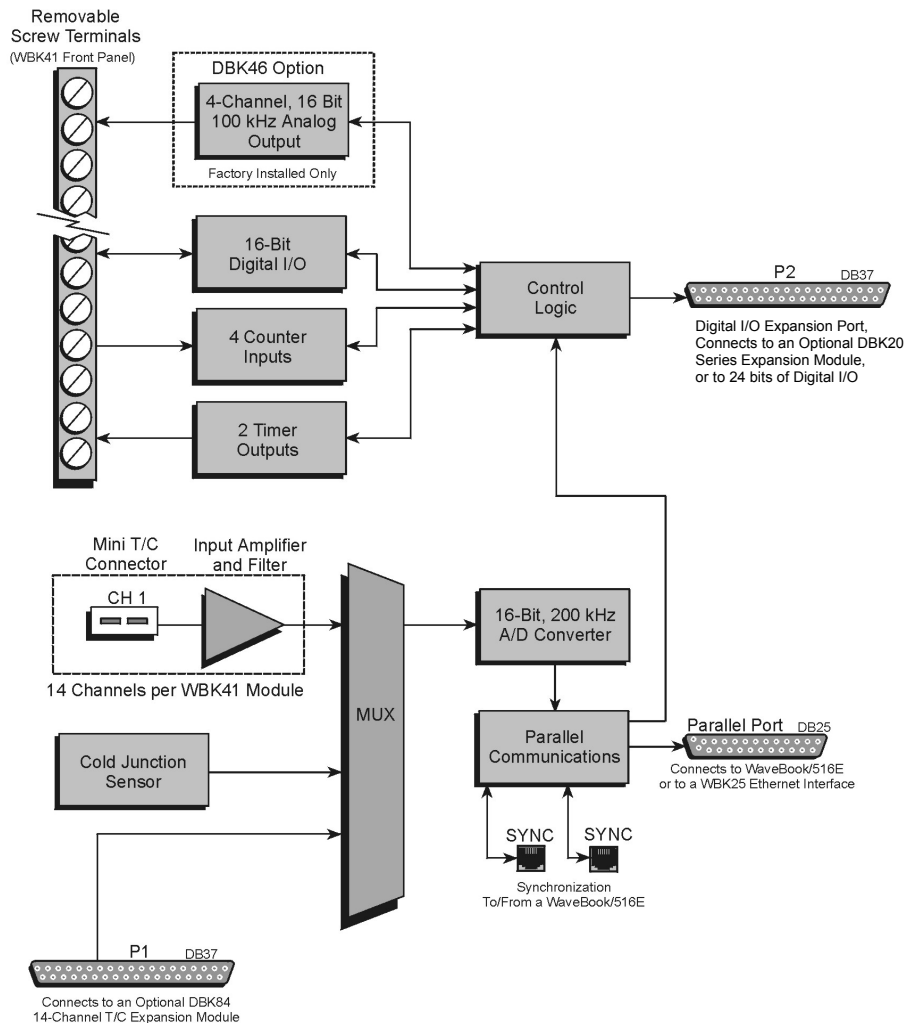 Removable
Screw Terminals
(WBK41 Front Panel)
DBK46 Option
4-Channel, 16 Bit
100 kHz Analog
Output
Factory Installed Only
16-Bit
Digital I/O
4 Counter
Inputs
2 Timer
Outputs
Control
Logic
P2 DB37
Digital I/O Expansion Port,
Connects to an Optional DBK20
Series Expansion Module,
or to 24 bits of Digital I/O
Mini T/C
Connector
Input Amplifier
and Filter
CH 1
14 Channels per WBK41 Module
MUX
16-Bit, 200 kHz
A/D Converter
Cold Junction
Sensor
Parallel
Communications
Parallel Port DB25
Connects to WaveBook/516E
or to a WBK25 Ethernet Interface
SYNC SYNC
Synchronization
To/From a WaveBook/516E
P1 DB37
Connects to an Optional DBK84
14-Channel T/C Expansion Module